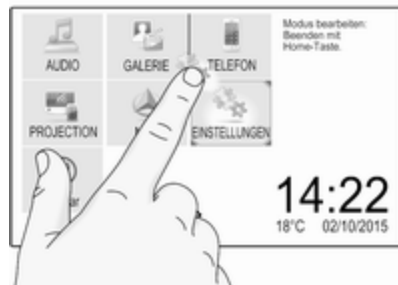 AUDIO
GALERIE
TELEFON
Modus bearbeiten:
Beenden mit
Home-Taste.
PROJECTION
EINSTELLUNGEN
14:22
18°C 02/10/2015